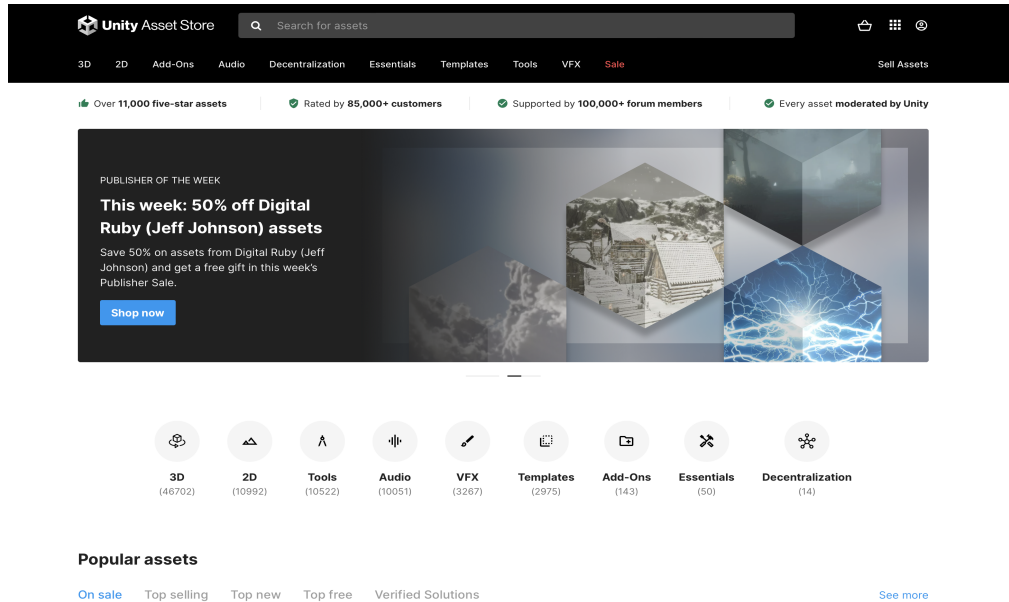 Unity Asset Store
Search for assets
3D 2D Add-Ons Audio Decentralization Essentials Templates Tools VFX Sale Sell Assets
Over 11,000 five-star assets Rated by 85,000+ customers Supported by 100,000+ forum members Every asset moderated by Unity
PUBLISHER OF THE WEEK
This week: 50% off Digital
Ruby (Jeff Johnson) assets
Save 50% on assets from Digital Ruby (Jeff
Johnson) and get a free gift in this week's
Publisher Sale.
Shop now
3D 2D Tools Audio VFX Templates Add-Ons Essentials Decentralization
(46702) (10992) (10522) (10051) (3267) (2975) (143) (50) (14)
Popular assets
On sale Top selling Top new Top free Verified Solutions See more